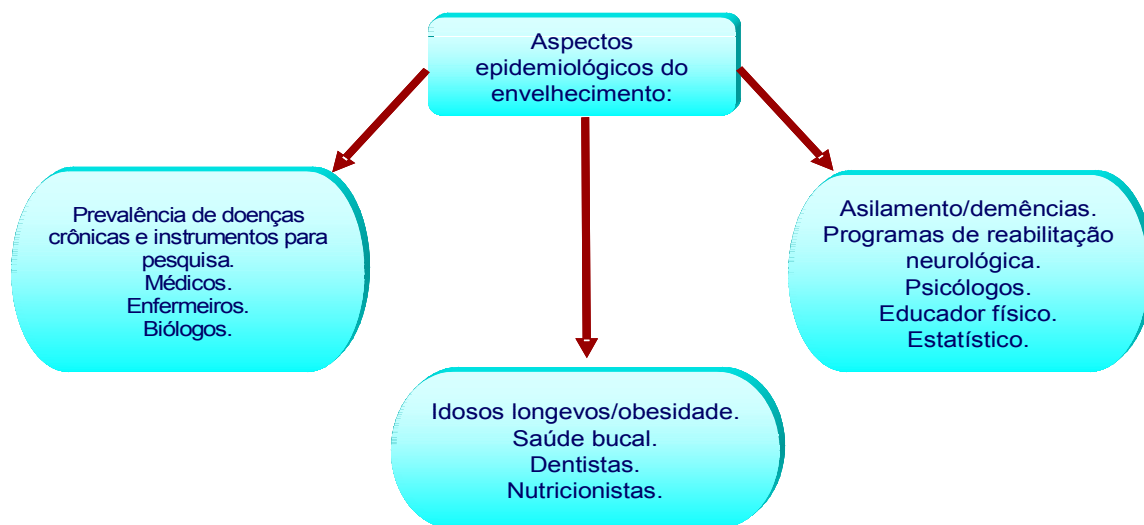 Aspectos
epidemiológicos do
envelhecimento:
Prevalência de doenças
crônicas e instrumentos para
pesquisa.
Médicos.
Enfermeiros.
Biólogos.
Idosos longevos/obesidade.
Saúde bucal.
Dentistas.
Nutricionistas.
Asilamento/demências.
Programas de reabilitação
neurológica.
Psicólogos.
Educador físico.
Estatístico.